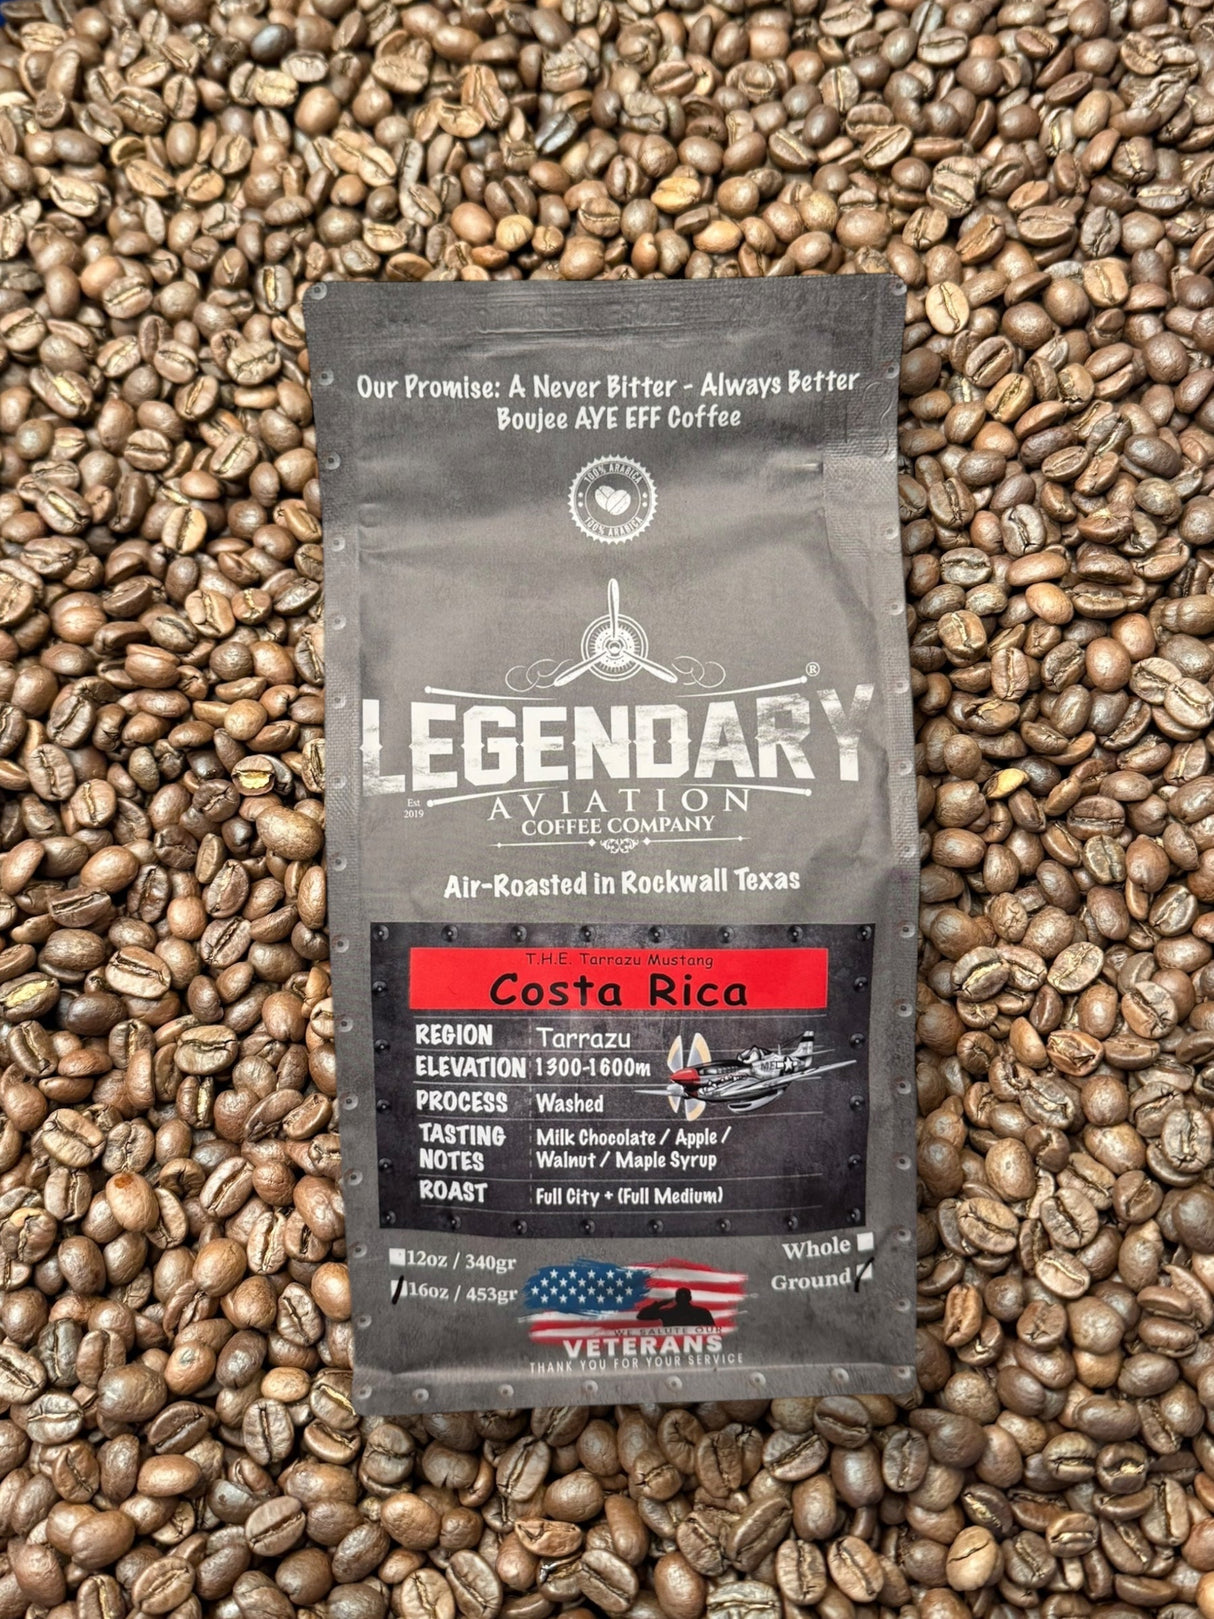 Our Promise: A Never Bitter - Always Better
Boujee AYE EFF Coffee
100% ARABICA
100% ARABICA
LEGENDARY ®
Est
2019
AVIATION
COFFEE COMPANY
Air-Roasted in Rockwall Texas
T.H.E. Tarrazu Mustang
Costa Rica
REGION Tarrazu
ELEVATION 1300-1600m
PROCESS Washed
TASTING NOTES Milk Chocolate / Apple /
Walnut / Maple Syrup
ROAST Full City + (Full Medium)
12oz / 340gr
16oz / 453gr
Whole
Ground
WE SALUTE OUR
VETERANS
THANK YOU FOR YOUR SERVICE